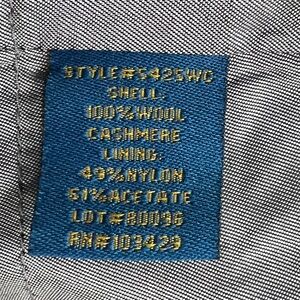 STYLE#5425WC
SHELL:
100%WOOL
CASHMERE
LINING:
49%NYLON
51%ACETATE
LOT#80096
RN#103429